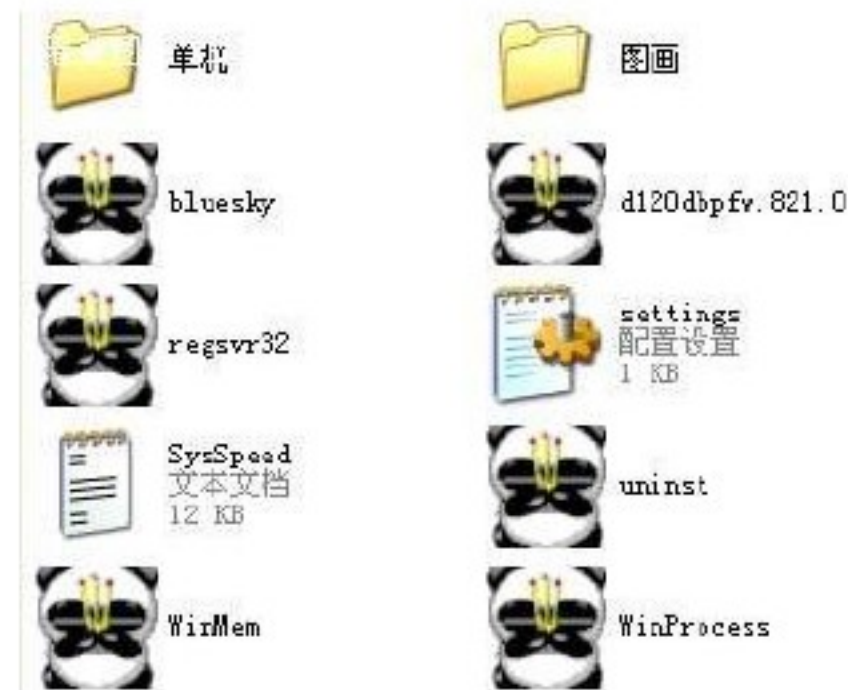 单机
图画
bluesky
d120dbpfw.821.0
regsvr32
settings
配置设置
1 KB
SysSpeed
文本文档
12 KB
uninst
WinMem
WinProcess